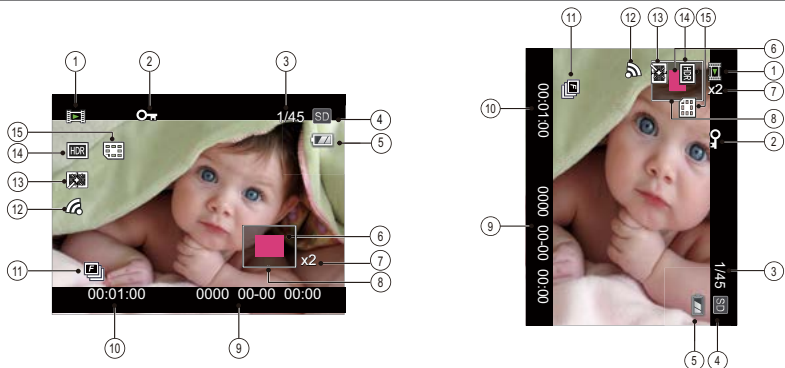 1 2 3
1/45 SD
4
15
5
14 HDR
13
12
6
x2 7
11 F
8
00:01:00 0000 00-00 00:00
10 9
11 12 13 14 15
6
HDR
1
F
x2 7
10 00:01:00
8
2
9 0000 00-00 00:00
1/45 3
SD
5 4